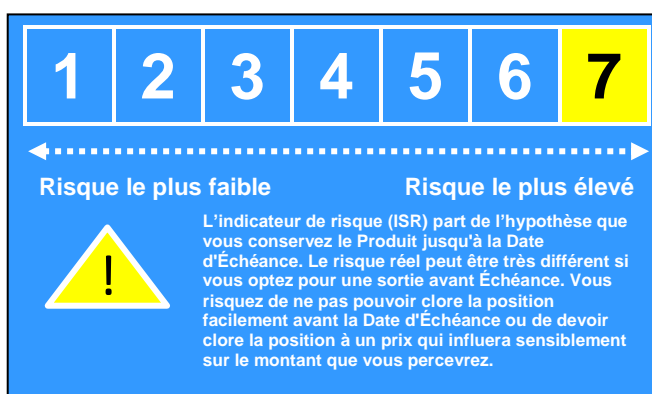 1 2 3 4 5 6 7
Risque le plus faible Risque le plus élevé
L'indicateur de risque (ISR) part de l'hypothèse que
vous conservez le Produit jusqu'à la Date
d'Échéance. Le risque réel peut être très différent si
vous optez pour une sortie avant Échéance. Vous
risquez de ne pas pouvoir clore la position
facilement avant la Date d'Échéance ou de devoir
clore la position à un prix qui influera sensiblement
sur le montant que vous percevrez.
!